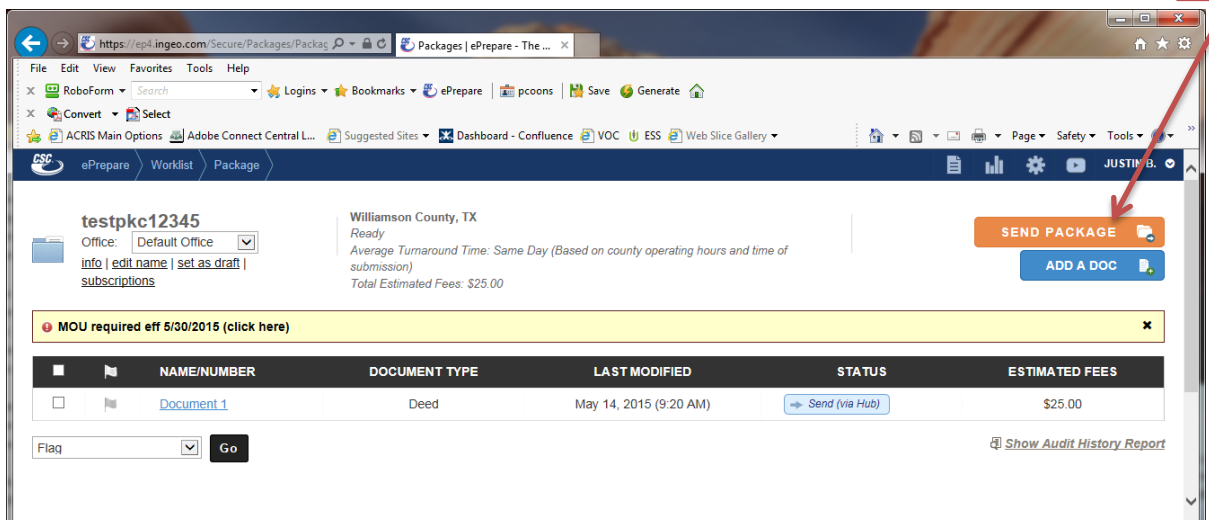 https://ep4.ingeo.com/Secure/Packages/Packag
Packages | ePrepare - The ...
File Edit View Favorites Tools Help
x RoboForm Search Logins Bookmarks ePrepare pcoons Save Generate
x Convert Select
ACRIS Main Options Adobe Connect Central L... Suggested Sites Dashboard - Confluence VOC ESS Web Slice Gallery Page Safety Tools
CSC ePrepare Worklist Package JUSTIN B.
testpkc12345
Office: Default Office
info | edit name | set as draft |
subscriptions
Williamson County, TX
Ready
Average Turnaround Time: Same Day (Based on county operating hours and time of
submission)
Total Estimated Fees: $25.00
SEND PACKAGE
ADD A DOC
MOU required eff 5/30/2015 (click here)
NAME/NUMBER DOCUMENT TYPE LAST MODIFIED STATUS ESTIMATED FEES
Document 1 Deed May 14, 2015 (9:20 AM) Send (via Hub) $25.00
Flag Go
Show Audit History Report